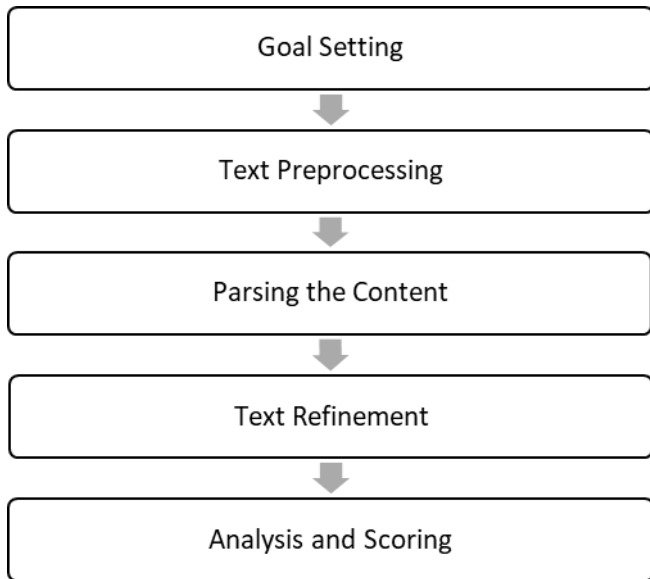 Goal Setting
Text Preprocessing
Parsing the Content
Text Refinement
Analysis and Scoring